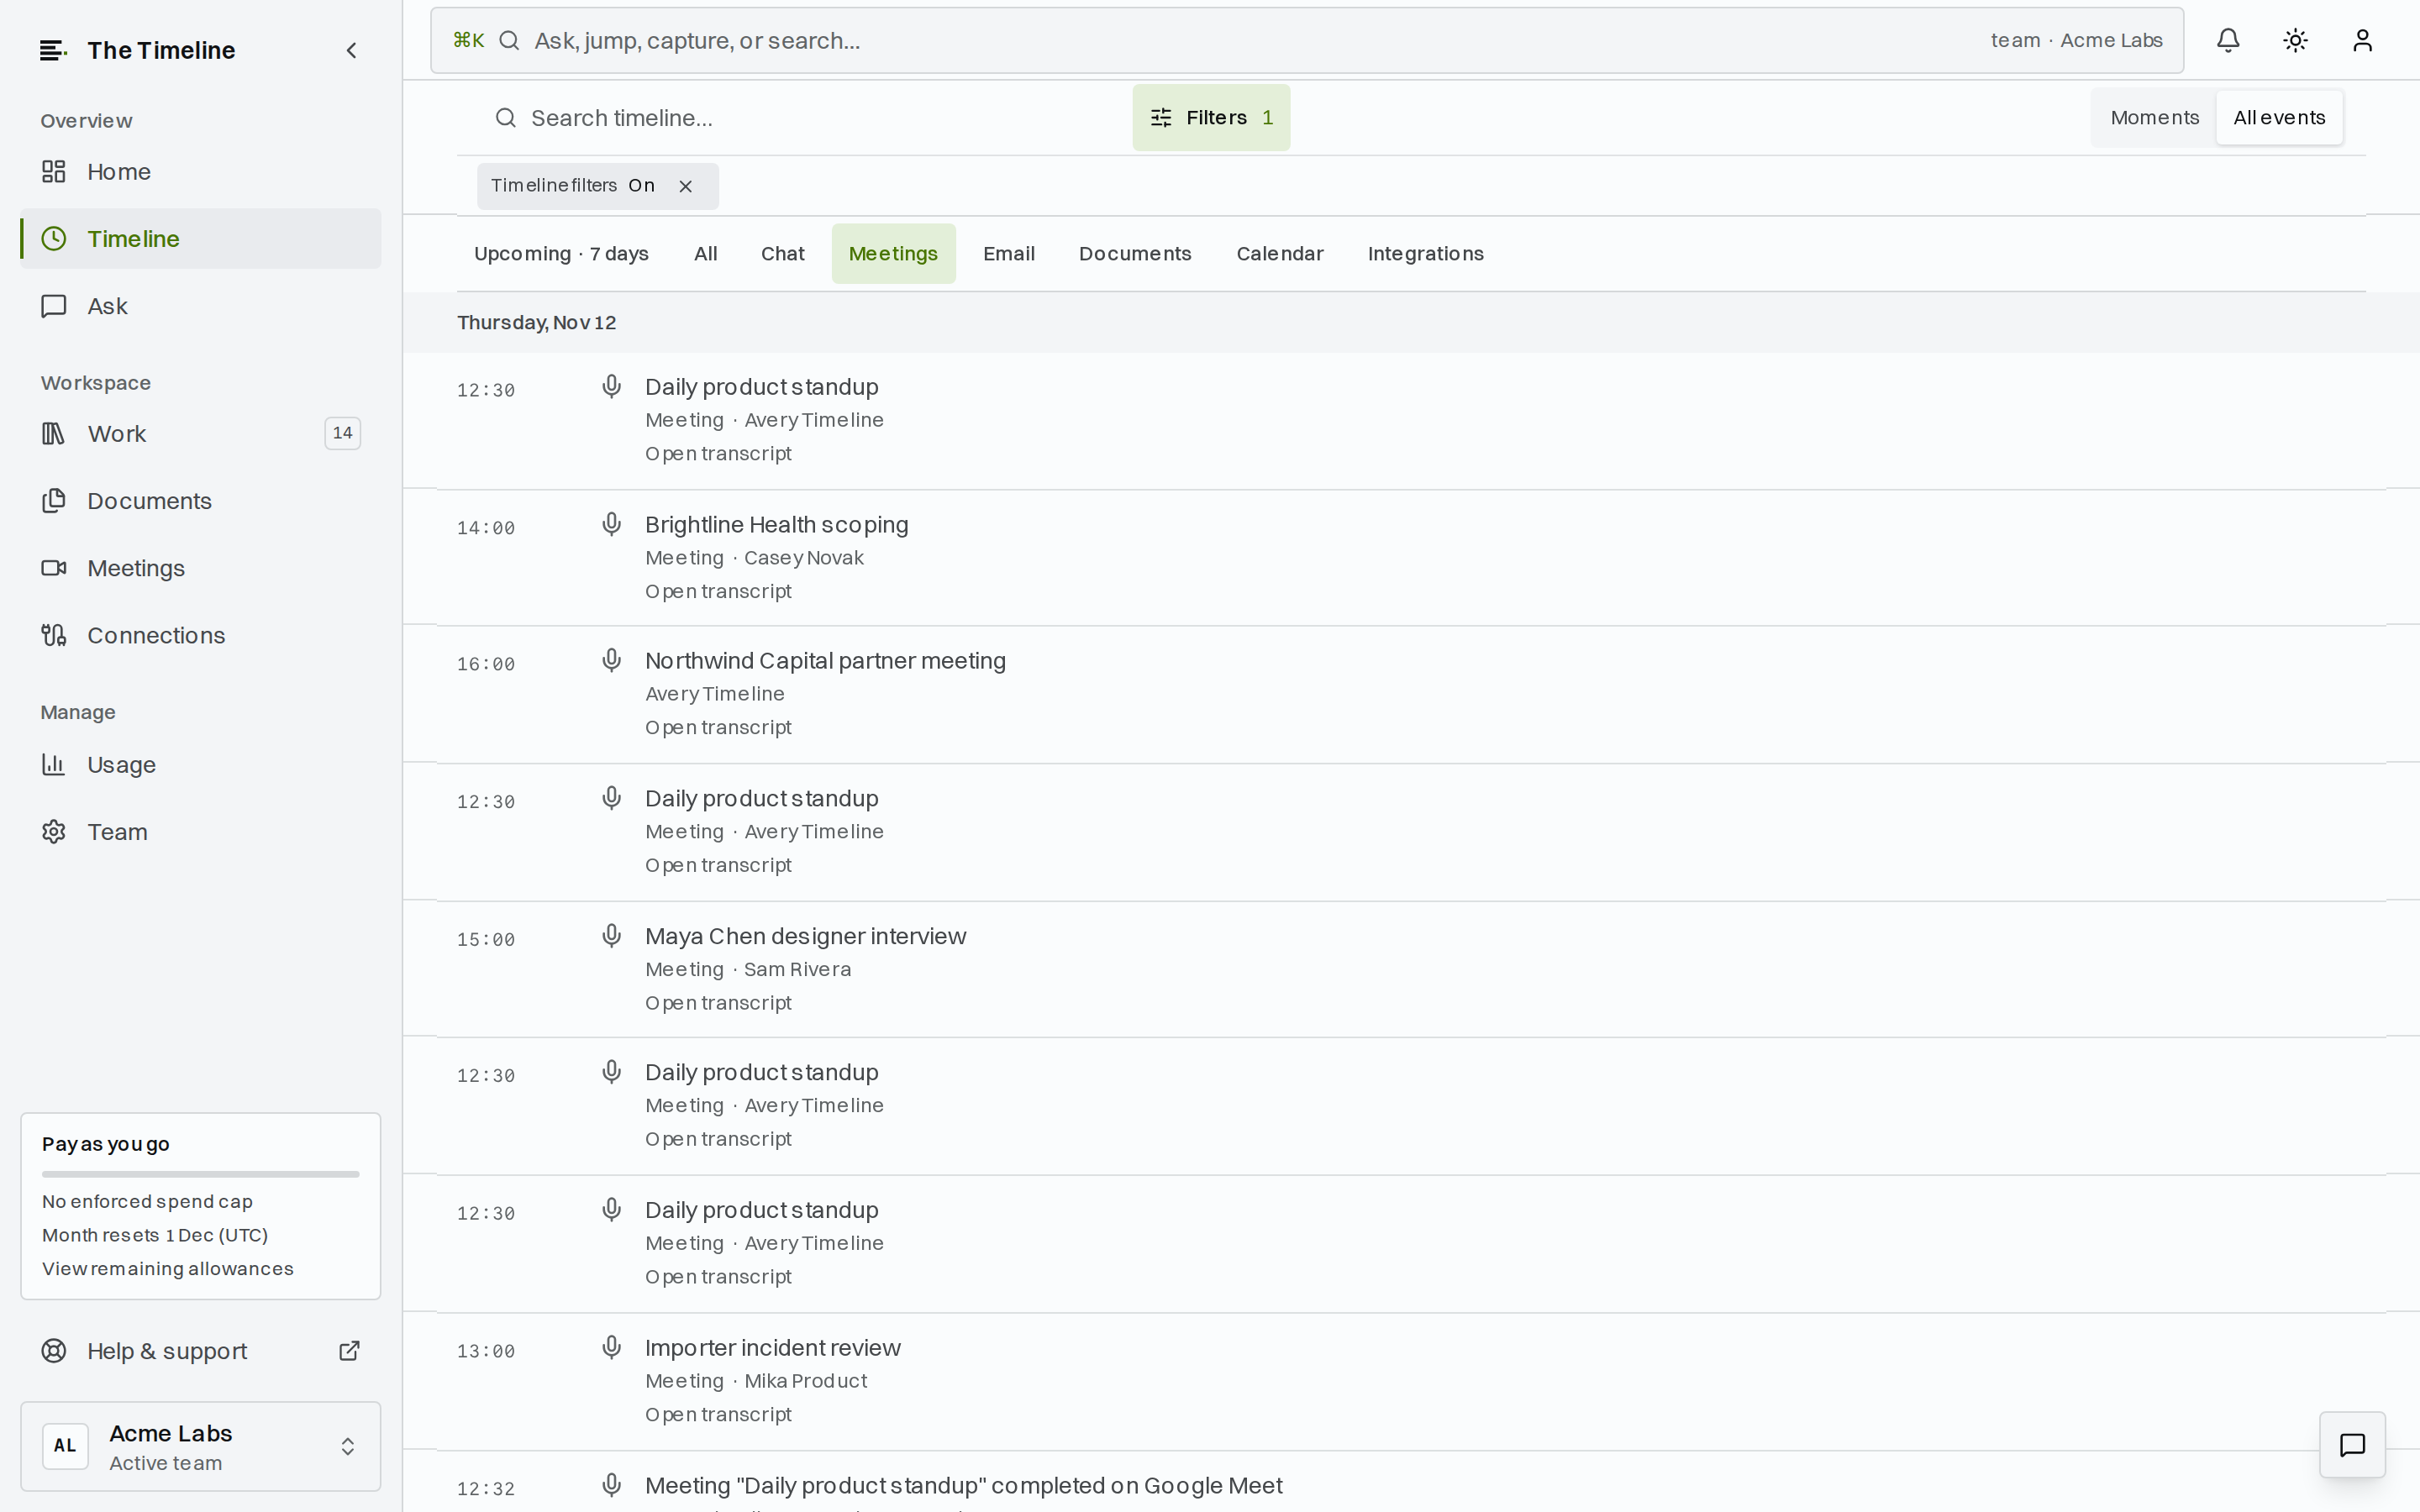 The Timeline
Overview
Home
Timeline
Ask
Workspace
Work 14
Documents
Meetings
Connections
Manage
Usage
Team
Pay as you go
No enforced spend cap
Month resets 1 Dec (UTC)
View remaining allowances
Help & support
AL Acme Labs
Active team
⌘K Ask, jump, capture, or search... team · Acme Labs
Search timeline... Filters 1 Moments All events
Timeline filters On
Upcoming · 7 days All Chat Meetings Email Documents Calendar Integrations
Thursday, Nov 12
12:30 Daily product standup
Meeting · Avery Timeline
Open transcript
14:00 Brightline Health scoping
Meeting · Casey Novak
Open transcript
16:00 Northwind Capital partner meeting
Avery Timeline
Open transcript
12:30 Daily product standup
Meeting · Avery Timeline
Open transcript
15:00 Maya Chen designer interview
Meeting · Sam Rivera
Open transcript
12:30 Daily product standup
Meeting · Avery Timeline
Open transcript
12:30 Daily product standup
Meeting · Avery Timeline
Open transcript
13:00 Importer incident review
Meeting · Mika Product
Open transcript
12:32 Meeting "Daily product standup" completed on Google Meet